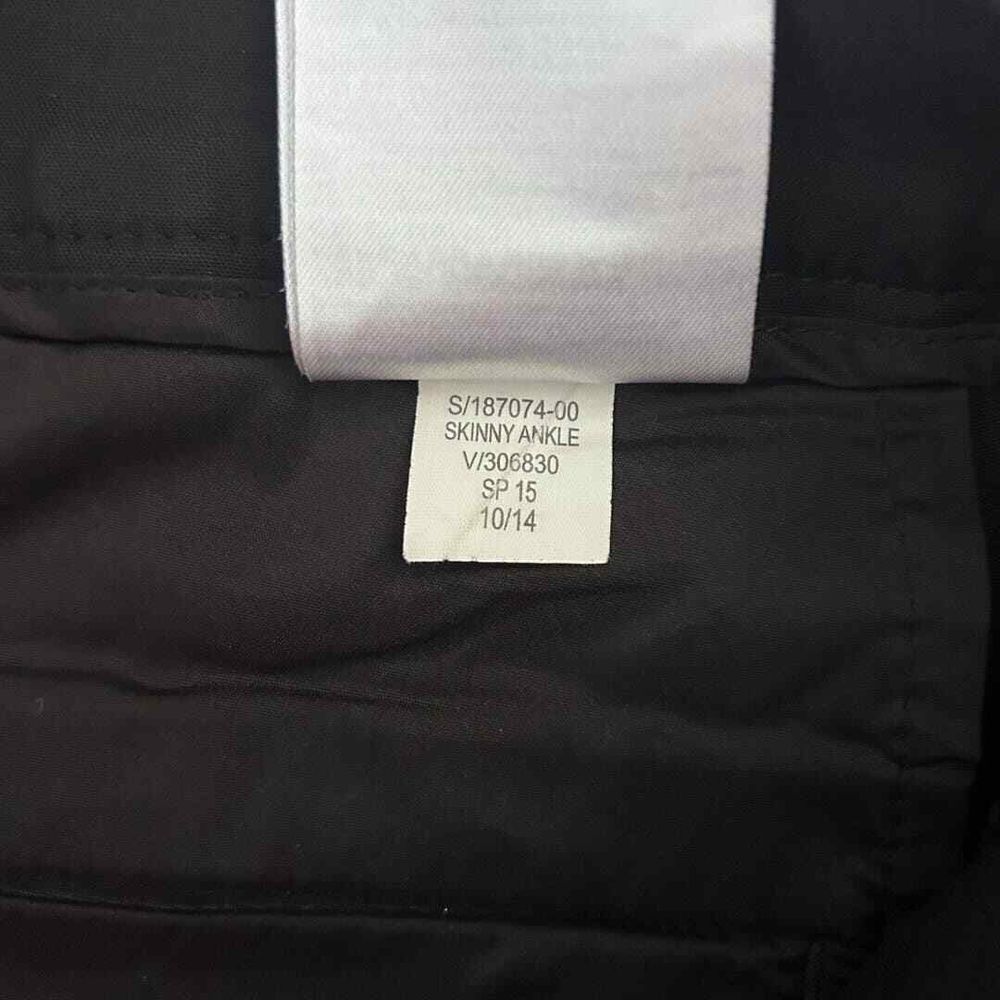 S/187074-00
SKINNY ANKLE
V/306830
SP 15
10/14